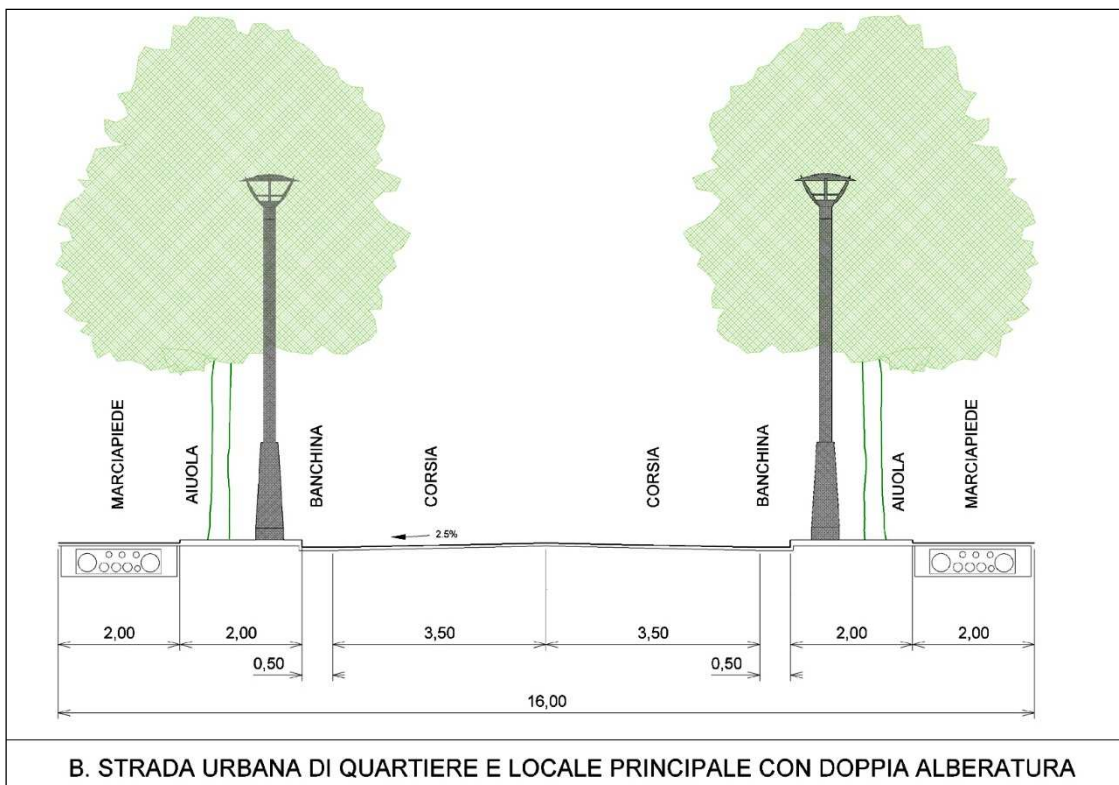 MARCIAPIEDE
AIUOLA
BANCHINA
CORSIA
CORSIA
BANCHINA
AIUOLA
MARCIAPIEDE
2.5%
2,00
2,00
3,50
3,50
2,00
2,00
0,50
0,50
16,00
B. STRADA URBANA DI QUARTIERE E LOCALE PRINCIPALE CON DOPPIA ALBERATURA